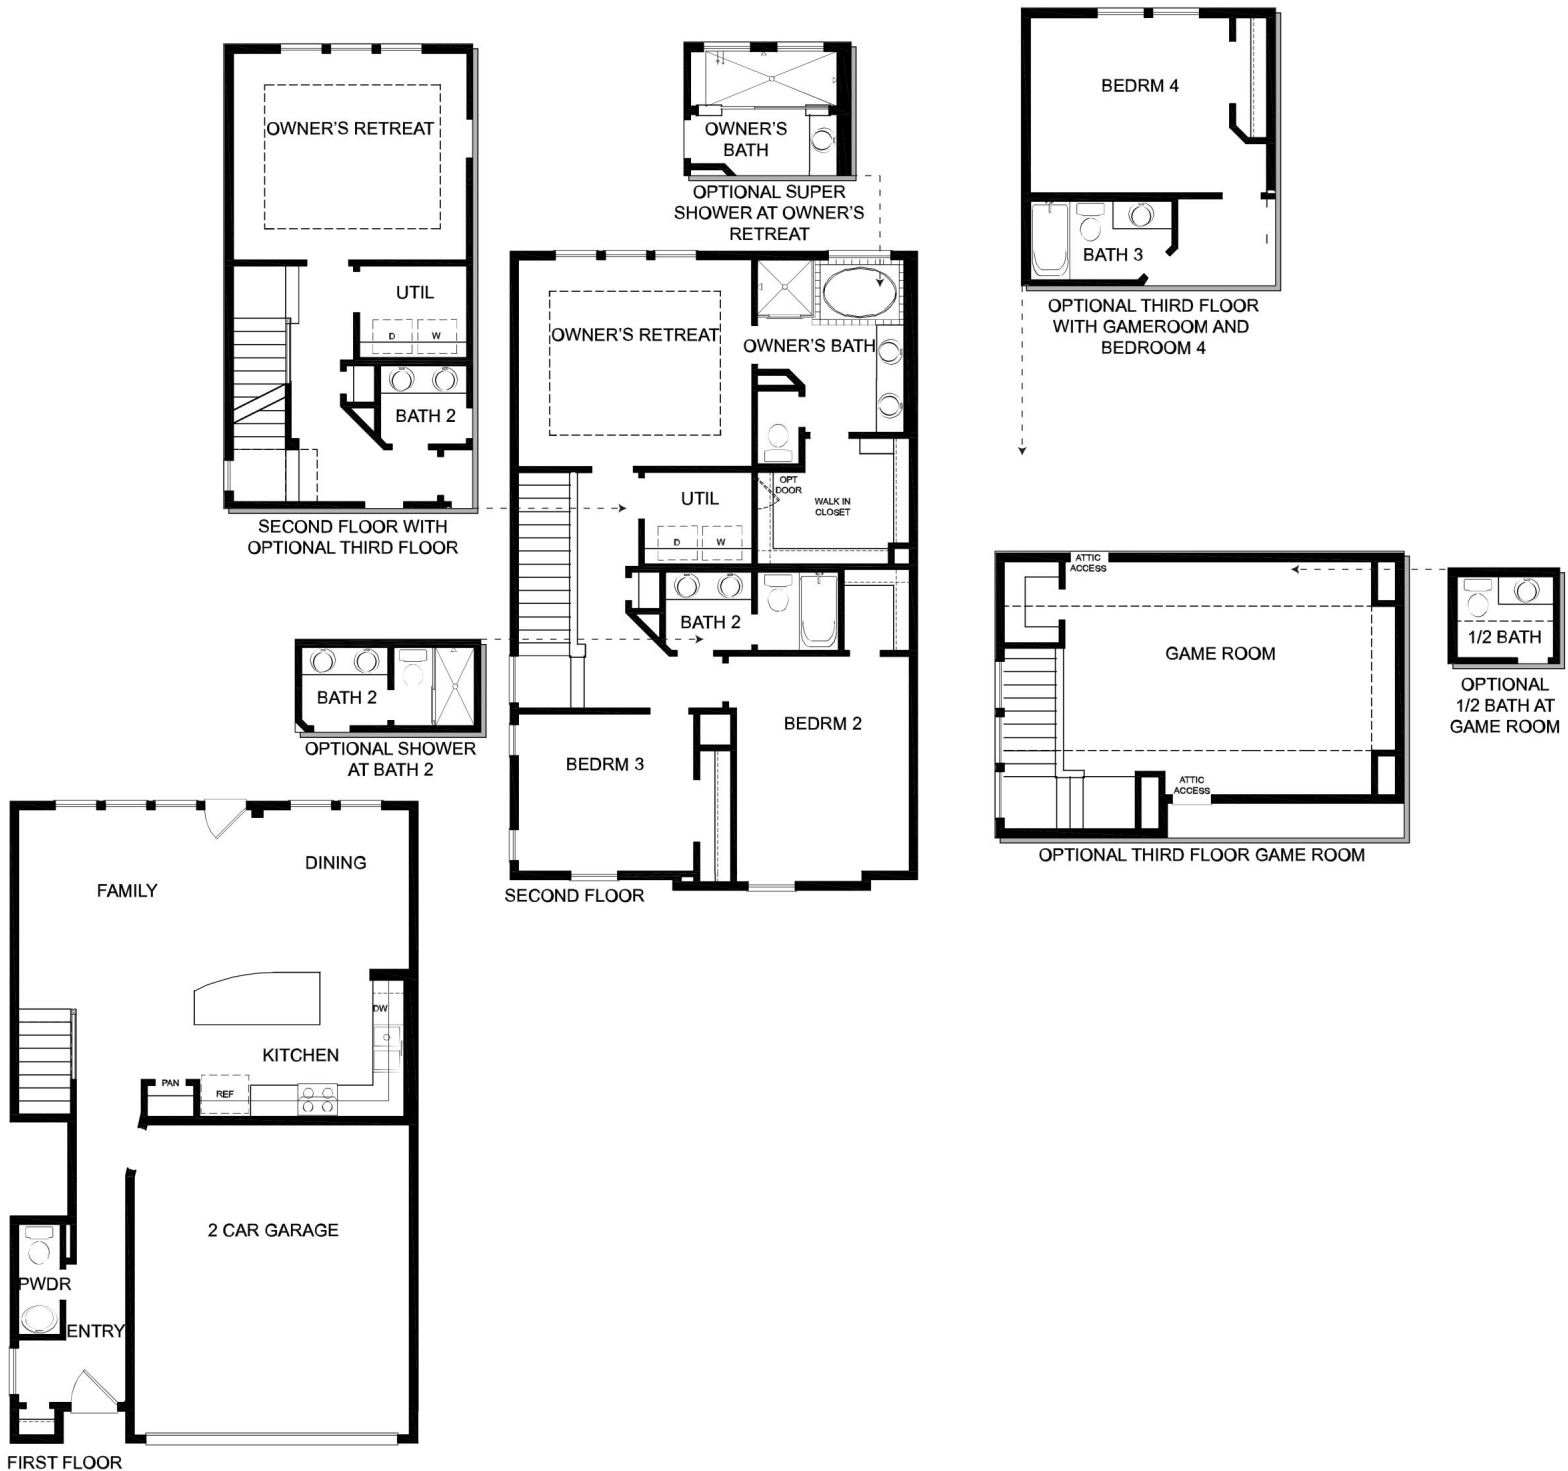 OWNER'S RETREAT
UTIL
D
W
BATH 2
SECOND FLOOR WITH
OPTIONAL THIRD FLOOR
OWNER'S
BATH
OPTIONAL SUPER
SHOWER AT OWNER'S
RETREAT
BEDRM 4
BATH 3
OPTIONAL THIRD FLOOR
WITH GAMEROOM AND
BEDROOM 4
OWNER'S RETREAT
OWNER'S BATH
OPT
DOOR
WALK IN
CLOSET
UTIL
D
W
BATH 2
BEDRM 2
BEDRM 3
SECOND FLOOR
BATH 2
OPTIONAL SHOWER
AT BATH 2
ATTIC
ACCESS
GAME ROOM
ATTIC
ACCESS
OPTIONAL THIRD FLOOR GAME ROOM
1/2 BATH
OPTIONAL
1/2 BATH AT
GAME ROOM
DINING
FAMILY
DW
KITCHEN
PAN
REF
2 CAR GARAGE
PWDR
ENTRY
FIRST FLOOR